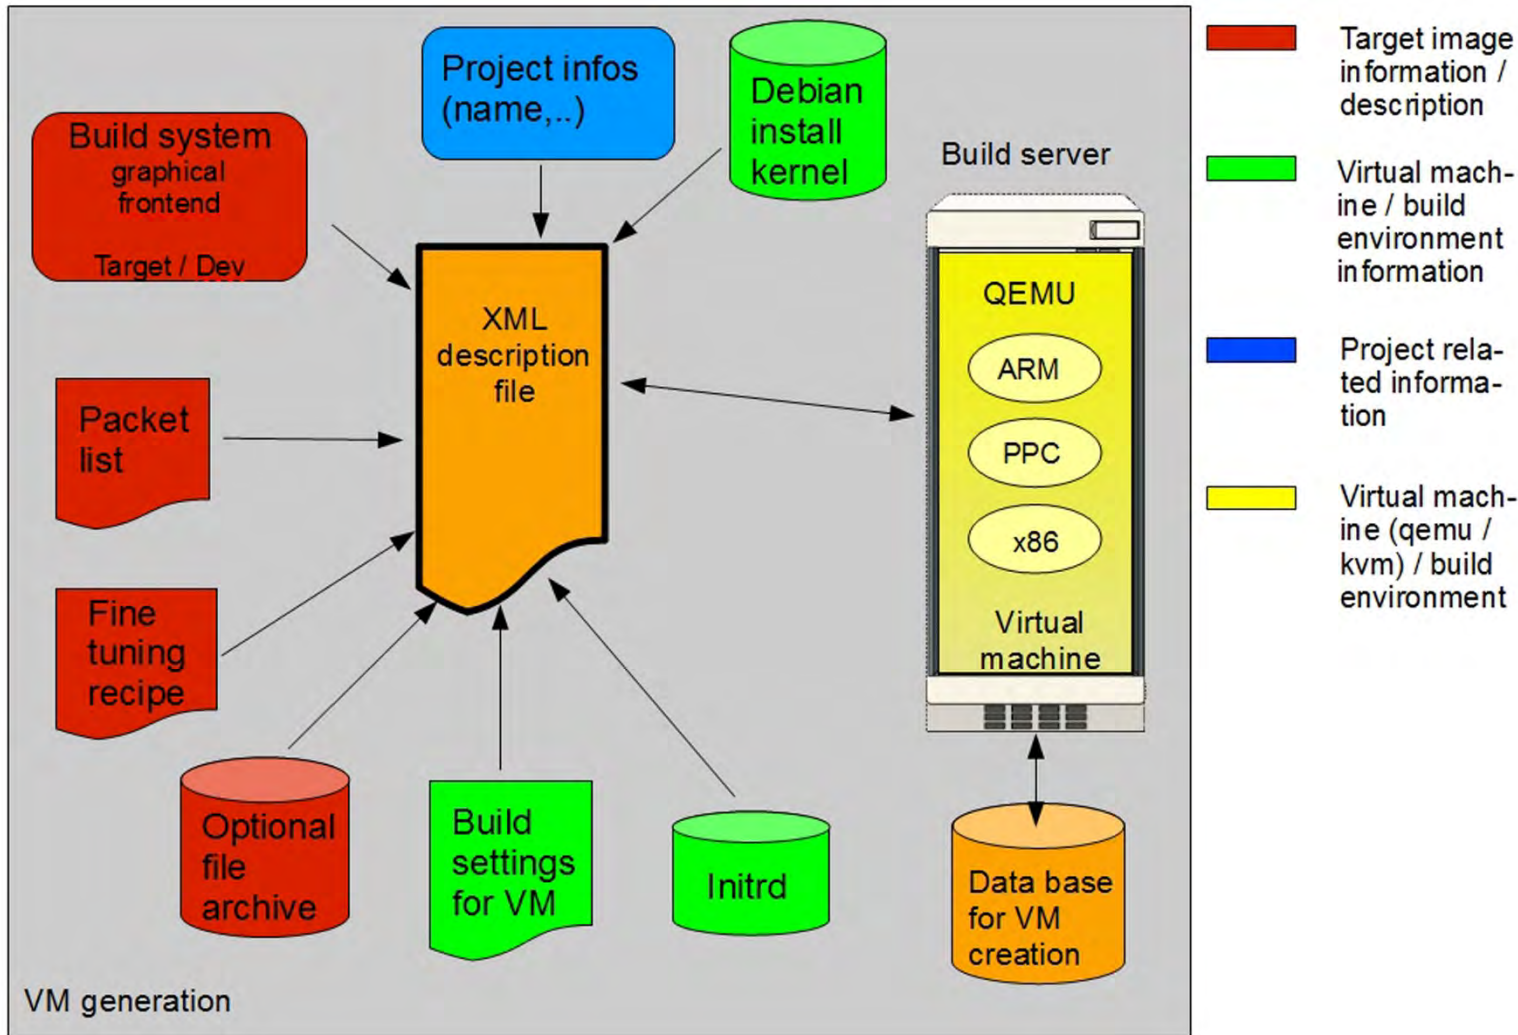 Project infos
(name,..)
Debian
install
kernel
Build system
graphical
frontend
Target / Dev
Build server
XML
description
file
QEMU
ARM
PPC
x86
Virtual
machine
Packet
list
Fine
tuning
recipe
Optional
file
archive
Build
settings
for VM
Initrd
Data base
for VM
creation
VM generation
Target image
information /
description
Virtual mach-
ine / build
environment
information
Project rela-
ted informa-
tion
Virtual mach-
ine (qemu /
kvm) / build
environment